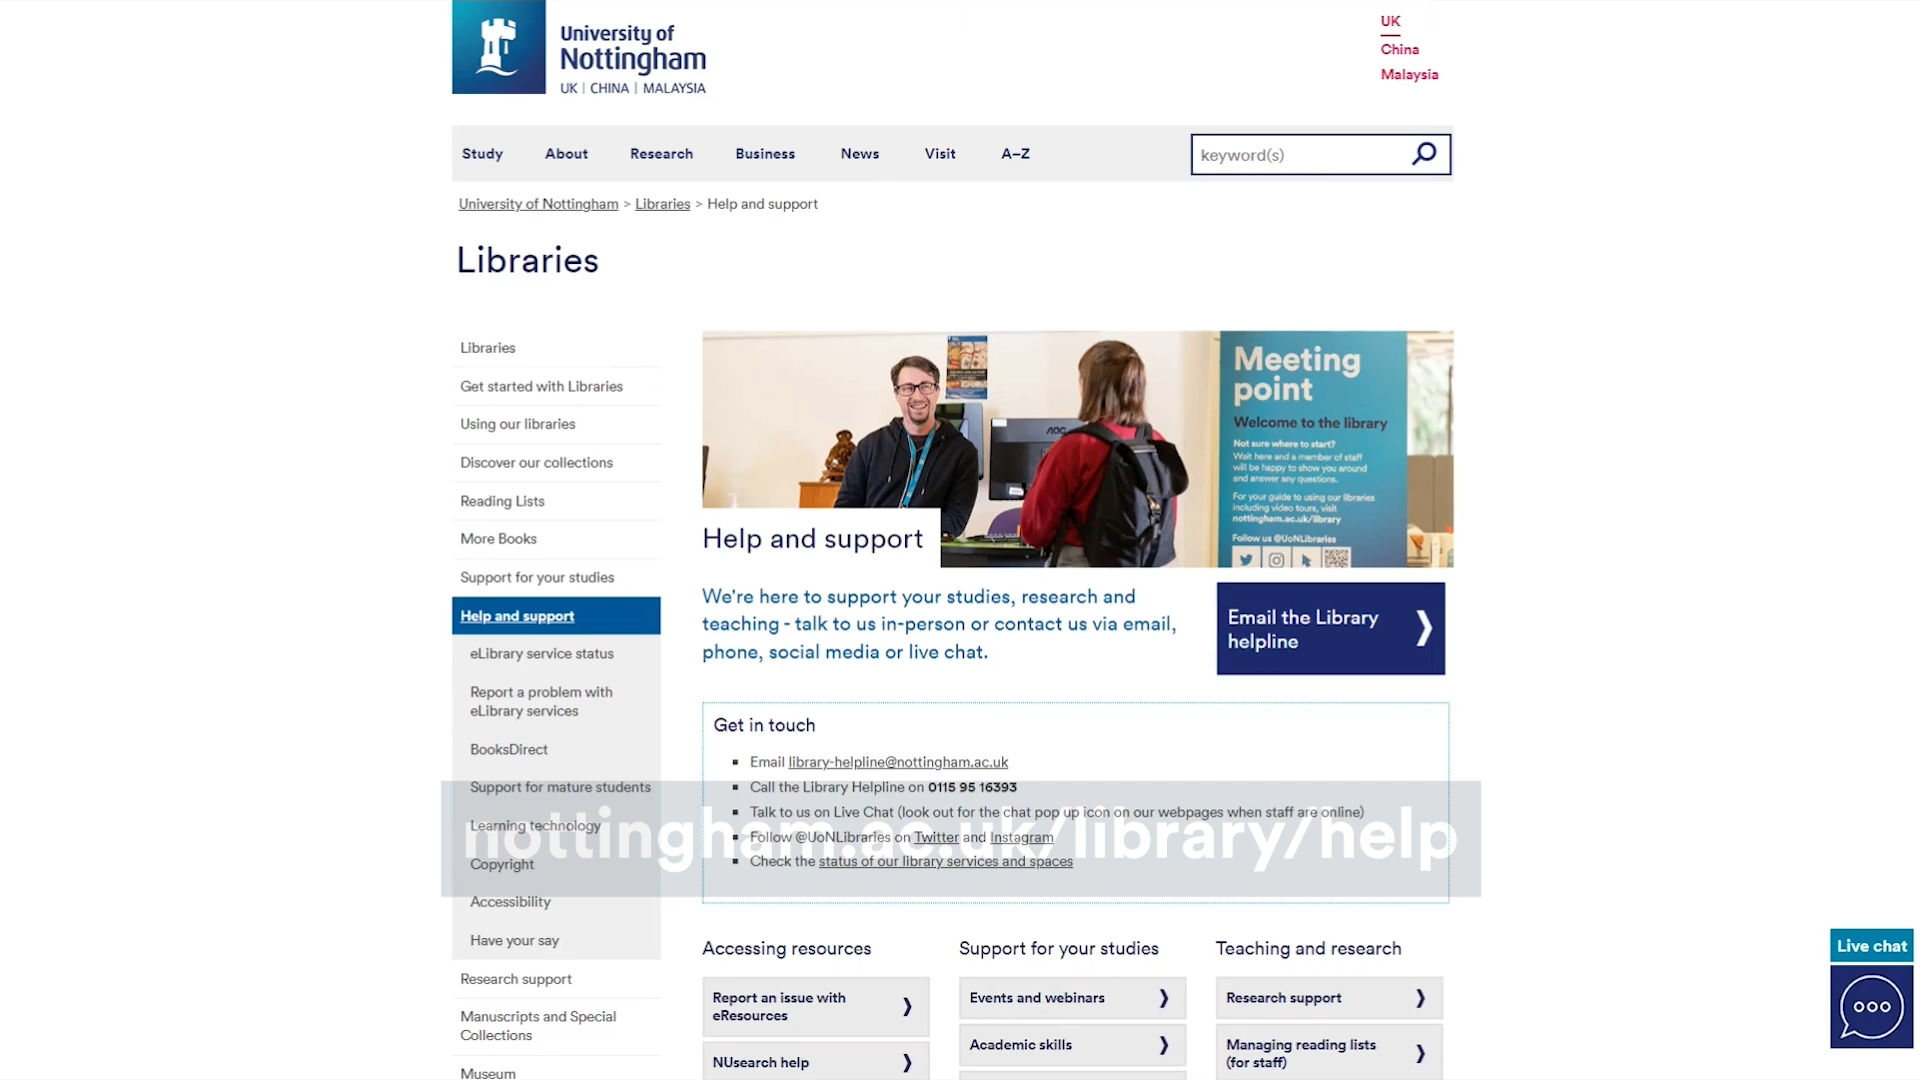 University of
Nottingham
UK | CHINA | MALAYSIA
UK
China
Malaysia
Study
About
Research
Business
News
Visit
A–Z
keyword(s)
University of Nottingham > Libraries > Help and support
Libraries
Libraries
Get started with Libraries
Using our libraries
Discover our collections
Reading Lists
More Books
Support for your studies
Help and support
eLibrary service status
Report a problem with
eLibrary services
BooksDirect
Support for mature students
Learning technology
Copyright
Accessibility
Have your say
Research support
Manuscripts and Special
Collections
Museum
AOC
Meeting
point
Welcome to the library
Not sure where to start?
Wait here and a member of staff
will be happy to show you around
and answer any questions.
For your guide to using our libraries
including video tours, visit
nottingham.ac.uk/library
Follow us @UoNLibraries
Help and support
We're here to support your studies, research and
teaching - talk to us in-person or contact us via email,
phone, social media or live chat.
Email the Library
helpline
Get in touch
Email library-helpline@nottingham.ac.uk
Call the Library Helpline on 0115 95 16393
Talk to us on Live Chat (look out for the chat pop up icon on our webpages when staff are online)
Follow @UoNLibraries on Twitter and Instagram
Check the status of our library services and spaces
nottingham.ac.uk/library/help
Accessing resources
Report an issue with
eResources
NUsearch help
Support for your studies
Events and webinars
Academic skills
Teaching and research
Research support
Managing reading lists
(for staff)
Live chat